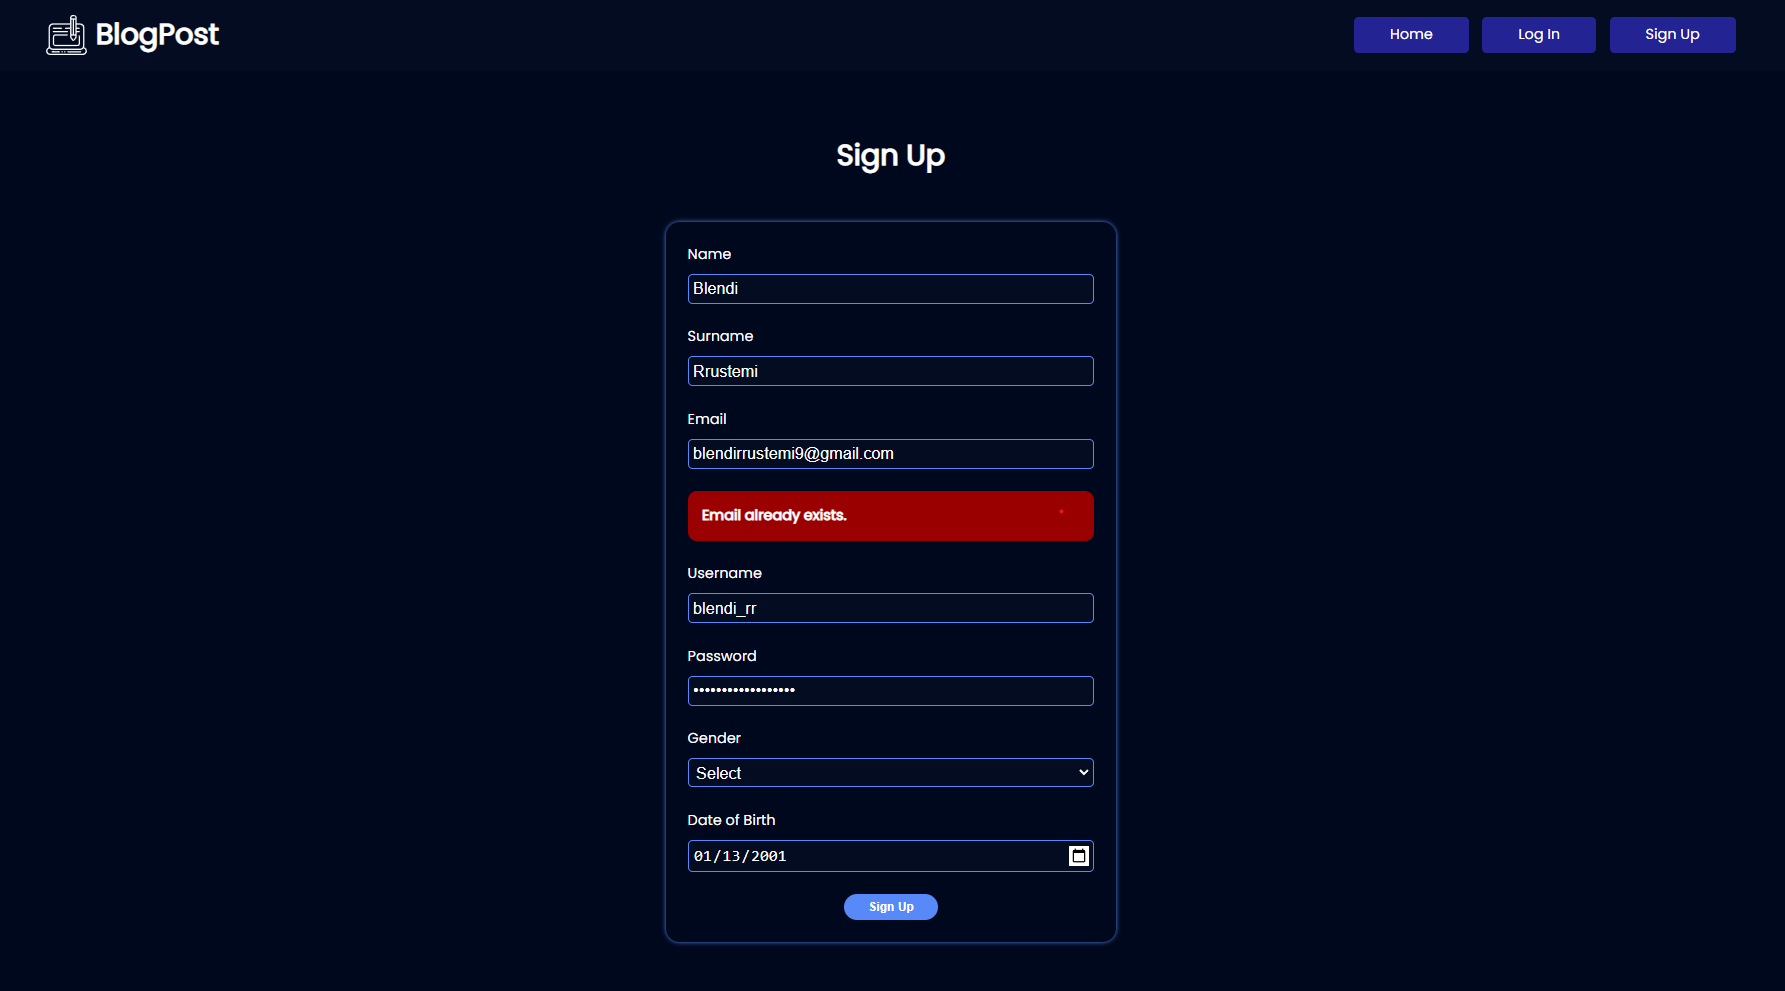 BlogPost
Home
Log In
Sign Up
Sign Up
Name
Blendi
Surname
Rrustemi
Email
blendirrustemi9@gmail.com
Email already exists.
Username
blendi_rr
Password
••••••••••••••••••
Gender
Select
Date of Birth
01/13/2001
Sign Up